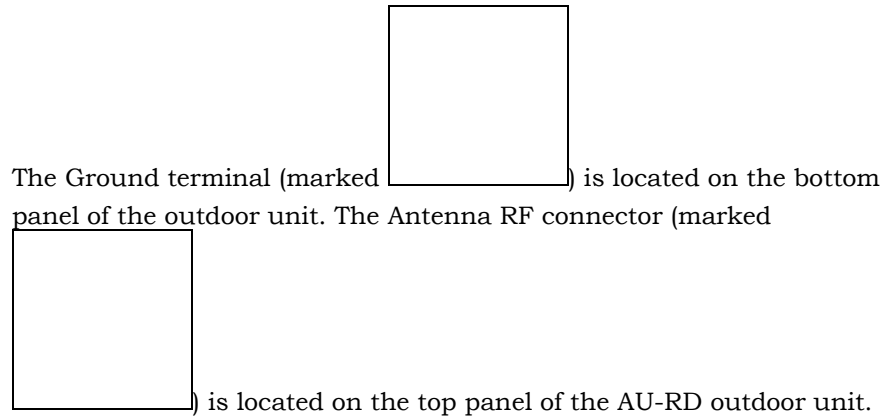 The Ground terminal (marked ) is located on the bottom
panel of the outdoor unit. The Antenna RF connector (marked
) is located on the top panel of the AU-RD outdoor unit.